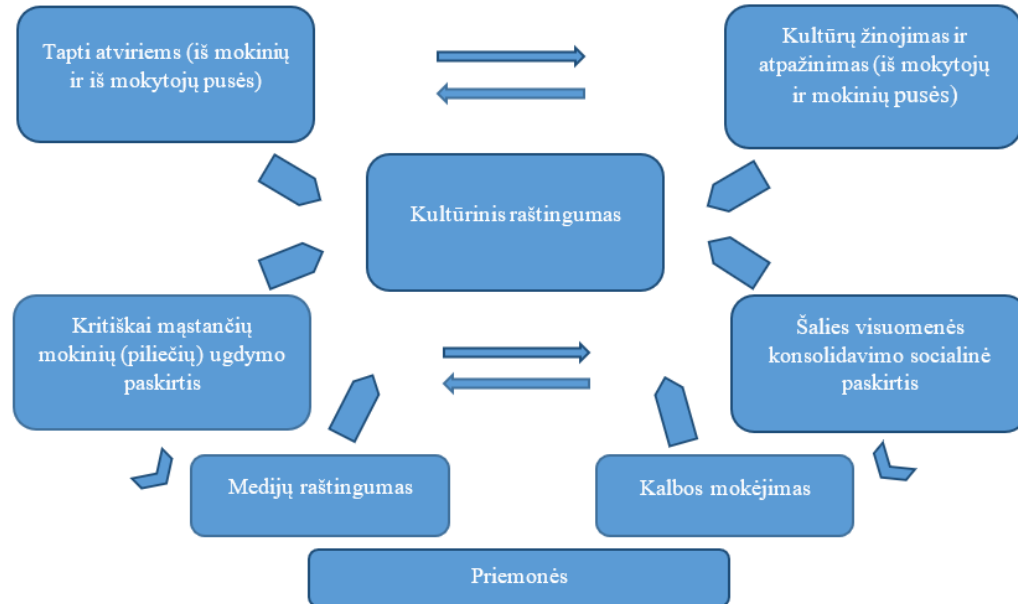 Tapti atviriems (iš mokinių
ir iš mokytojų pusės)
Kultūrų žinojimas ir
atpažinimas (iš mokytojų
ir mokinių pusės)
Kultūrinis raštingumas
Kritiškai mąstančių
mokinių (piliečių) ugdymo
paskirtis
Šalies visuomenės
konsolidavimo socialinė
paskirtis
Medijų raštingumas
Kalbos mokėjimas
Priemonės